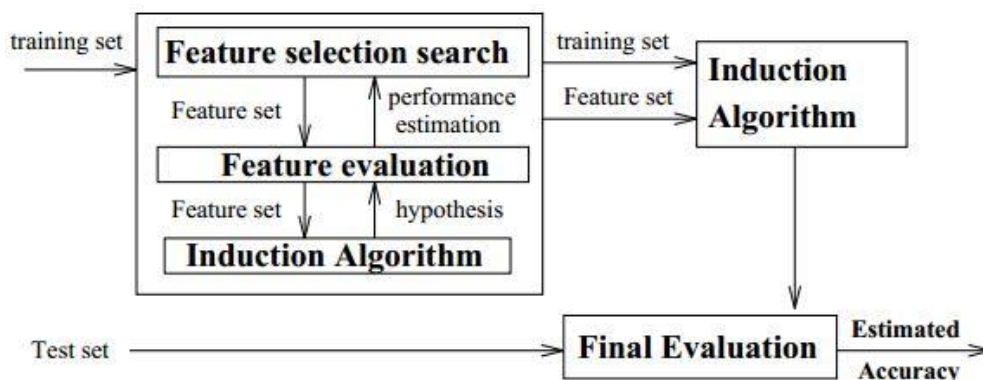 training set
Feature selection search
training set
Induction
Algorithm
Feature set
performance
estimation
Feature set
Feature evaluation
Feature set
hypothesis
Induction Algorithm
Test set
Final Evaluation
Estimated
Accuracy